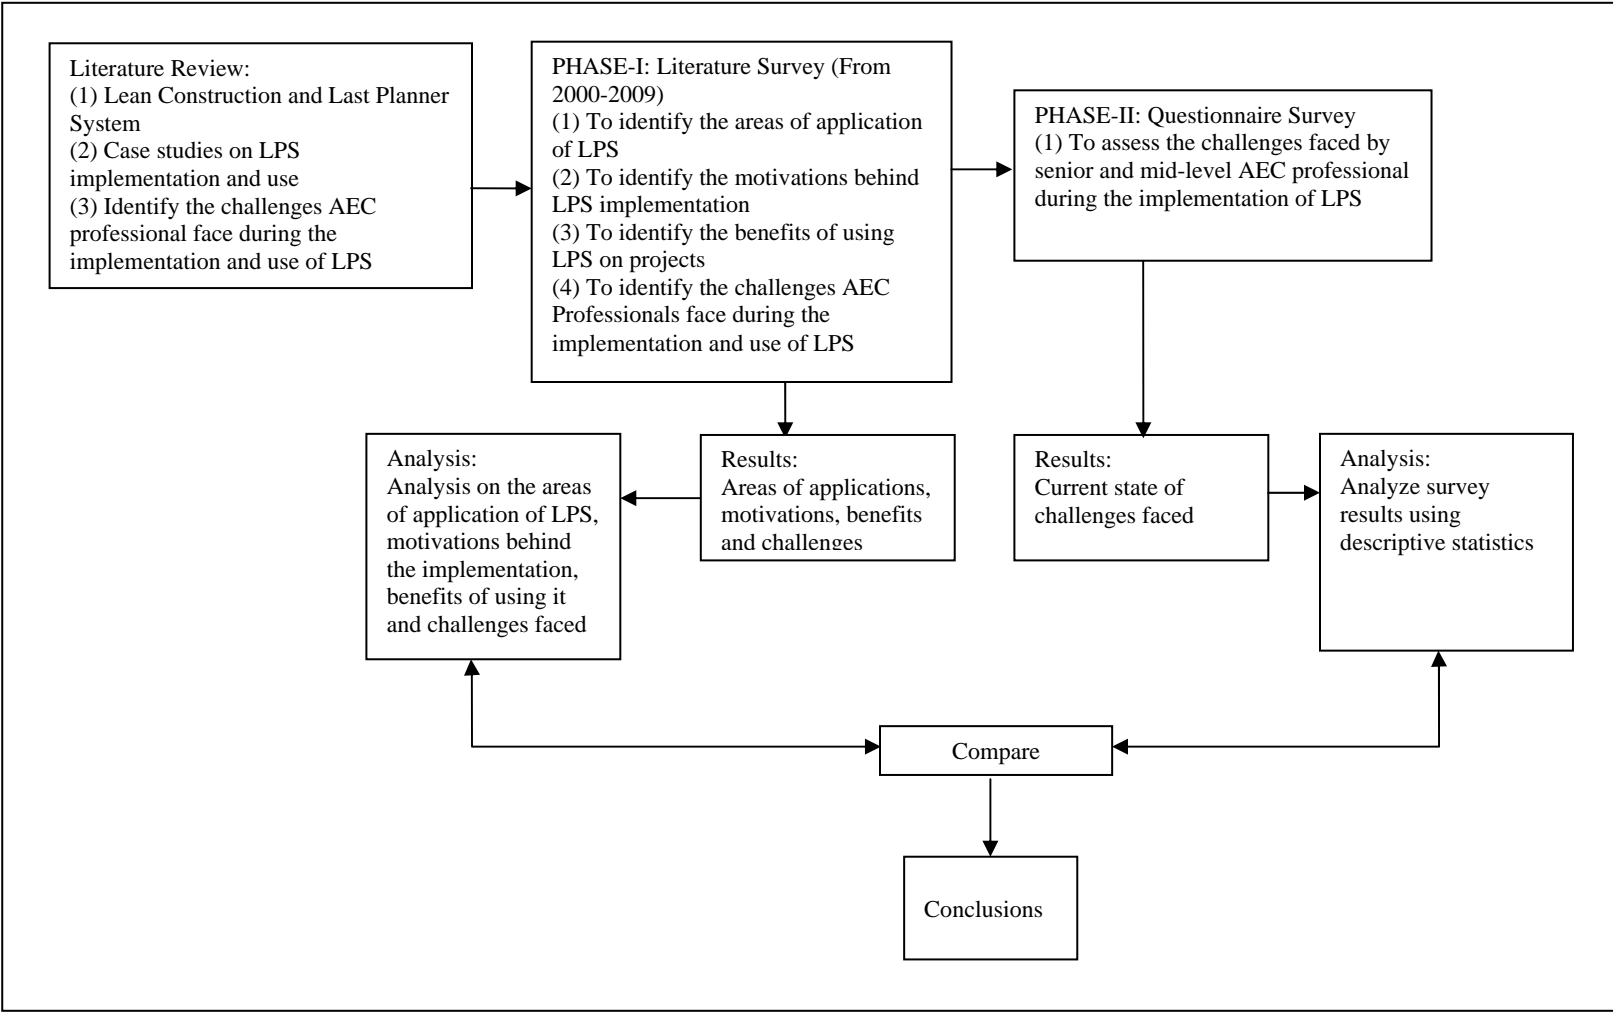 Literature Review:
(1) Lean Construction and Last Planner
System
(2) Case studies on LPS
implementation and use
(3) Identify the challenges AEC
professional face during the
implementation and use of LPS
PHASE-I: Literature Survey (From
2000-2009)
(1) To identify the areas of application
of LPS
(2) To identify the motivations behind
LPS implementation
(3) To identify the benefits of using
LPS on projects
(4) To identify the challenges AEC
Professionals face during the
implementation and use of LPS
PHASE-II: Questionnaire Survey
(1) To assess the challenges faced by
senior and mid-level AEC professional
during the implementation of LPS
Analysis:
Analysis on the areas
of application of LPS,
motivations behind
the implementation,
benefits of using it
and challenges faced
Results:
Areas of applications,
motivations, benefits
and challenges
Results:
Current state of
challenges faced
Analysis:
Analyze survey
results using
descriptive statistics
Compare
Conclusions